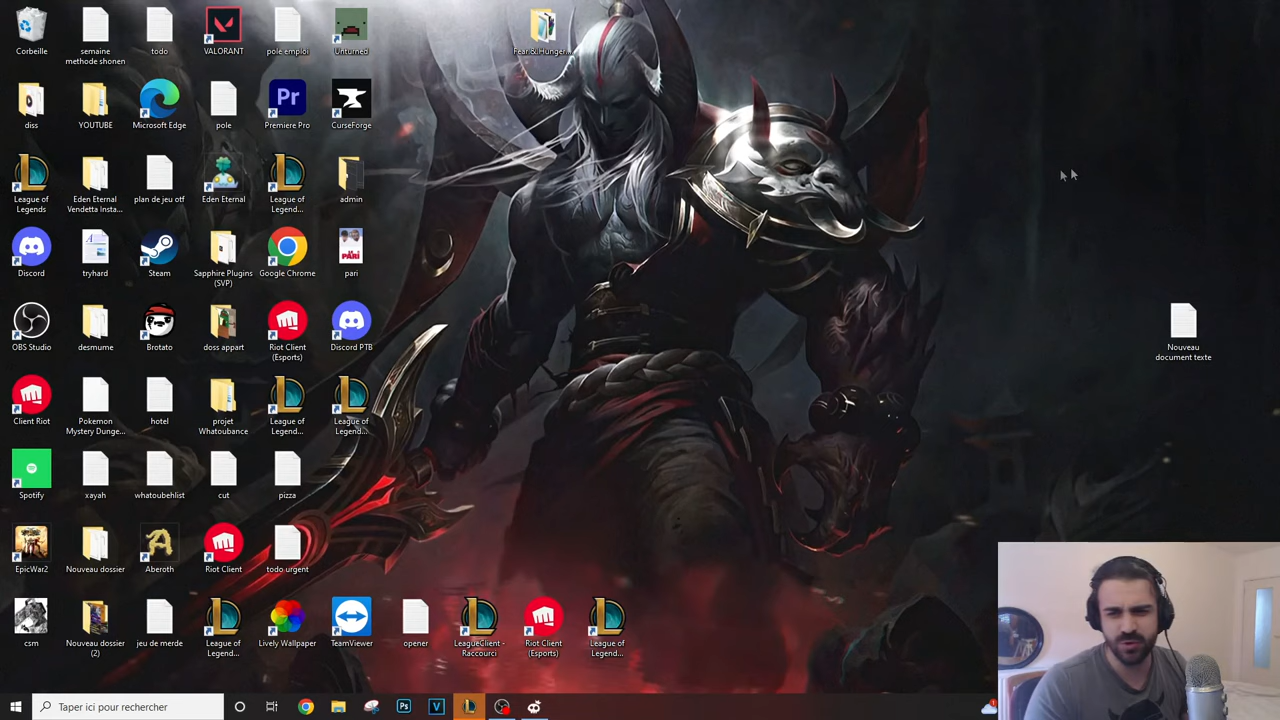 Corbeille
semaine
methode shonen
todo
VALORANT
pole emploi
Unturned
Fear.&.Hunger...
diss
YOUTUBE
Microsoft Edge
pole
Premiere Pro
CurseForge
Pr
League of
Legends
Eden Eternal
Vendetta Insta...
plan de jeu otf
Eden Eternal
League of
Legend...
admin
Discord
tryhard
Steam
Sapphire Plugins
(SVP)
Google Chrome
pari
PARI
OBS Studio
desmume
Brotato
doss appart
Riot Client
(Esports)
Discord PTB
Nouveau
document texte
Client Riot
Pokemon
Mystery Dunge...
hotel
projet
Whatoubance
League of
Legend...
League of
Legend...
Spotify
xayah
whatoubehlist
cut
pizza
EpicWar2
Nouveau dossier
Aberoth
Riot Client
todo urgent
csm
Nouveau dossier
(2)
jeu de merde
League of
Legend...
Lively Wallpaper
TeamViewer
opener
LeagueClient -
Raccourci
Riot Client
(Esports)
League of
Legend...
Taper ici pour rechercher
Ps
V